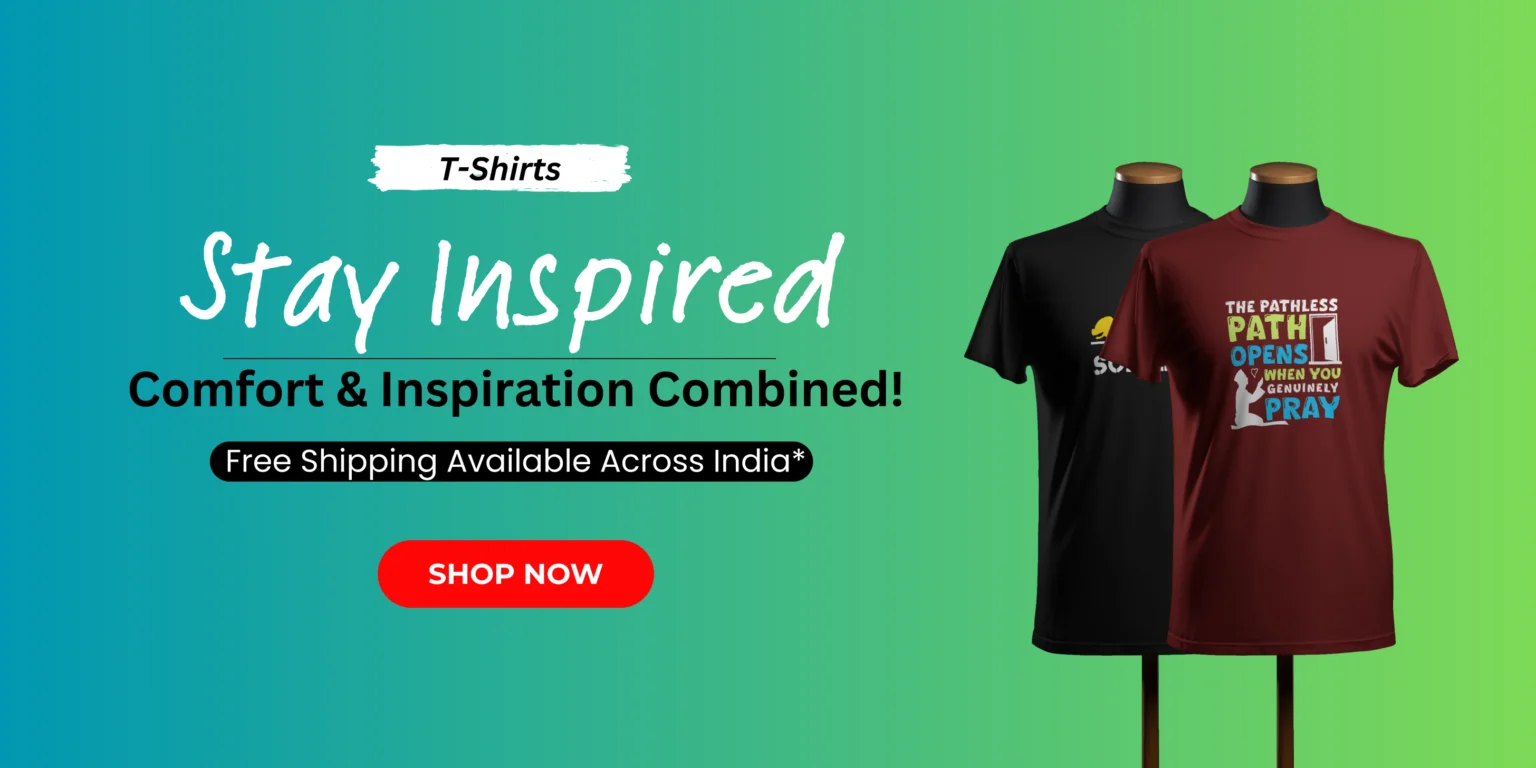 T-Shirts
Stay Inspired
Comfort & Inspiration Combined!
Free Shipping Available Across India*
SHOP NOW
THE PATHLESS
PATH
OPENS
WHEN YOU
GENUINELY
PRAY